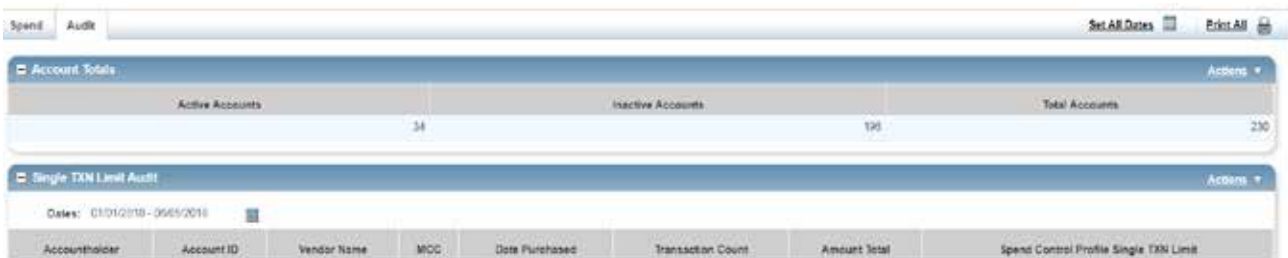 Spend Audit Set All Dates Print All
Account Totals Actions
Active Accounts Inactive Accounts Total Accounts
34 196 230
Single TXN Limit Audit Actions
Dates: 01/01/2018 - 06/05/2018
Accountholder Account ID Vendor Name MCC Date Purchased Transaction Count Amount Total Spend Control Profile Single TXN Limit